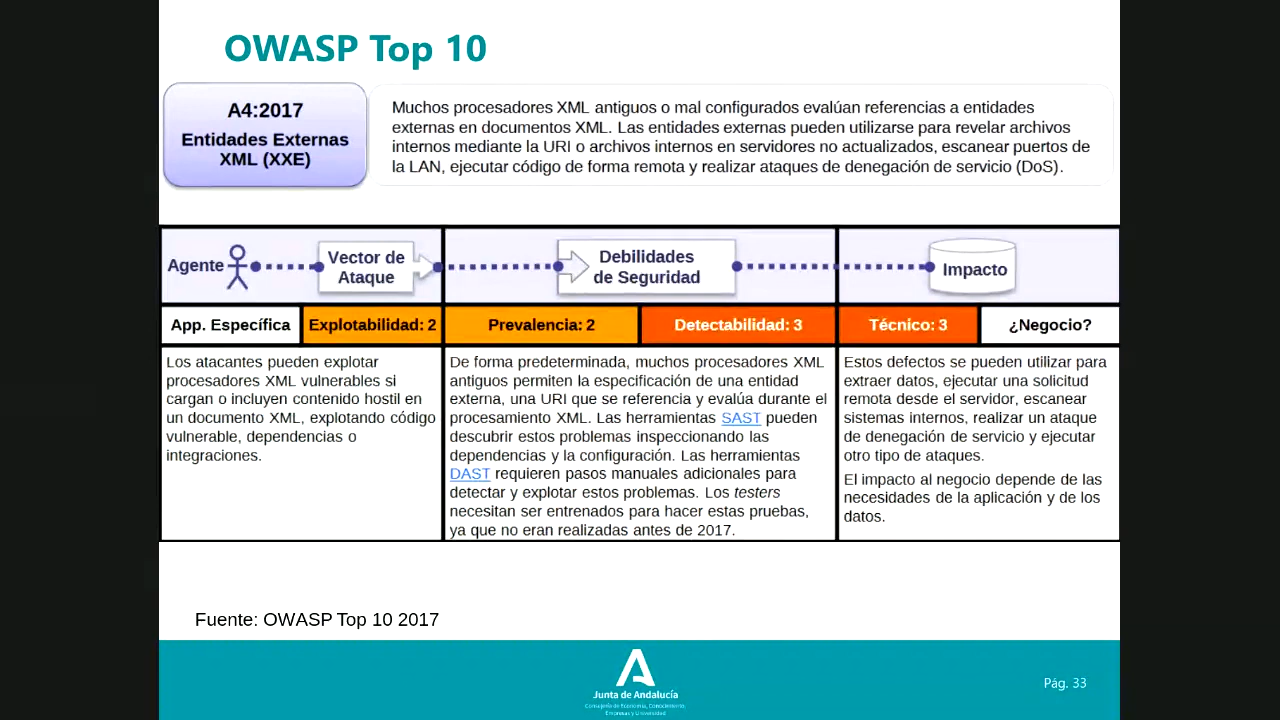 OWASP Top 10
A4:2017
Entidades Externas
XML (XXE)
Muchos procesadores XML antiguos o mal configurados evalúan referencias a entidades
externas en documentos XML. Las entidades externas pueden utilizarse para revelar archivos
internos mediante la URI o archivos internos en servidores no actualizados, escanear puertos de
la LAN, ejecutar código de forma remota y realizar ataques de denegación de servicio (DoS).
Agente
Vector de
Ataque
Debilidades
de Seguridad
Impacto
App. Específica
Explotabilidad: 2
Prevalencia: 2
Detectabilidad: 3
Técnico: 3
¿Negocio?
Los atacantes pueden explotar
procesadores XML vulnerables si
cargan o incluyen contenido hostil en
un documento XML, explotando código
vulnerable, dependencias o
integraciones.
De forma predeterminada, muchos procesadores XML
antiguos permiten la especificación de una entidad
externa, una URI que se referencia y evalúa durante el
procesamiento XML. Las herramientas SAST pueden
descubrir estos problemas inspeccionando las
dependencias y la configuración. Las herramientas
DAST requieren pasos manuales adicionales para
detectar y explotar estos problemas. Los testers
necesitan ser entrenados para hacer estas pruebas,
ya que no eran realizadas antes de 2017.
Estos defectos se pueden utilizar para
extraer datos, ejecutar una solicitud
remota desde el servidor, escanear
sistemas internos, realizar un ataque
de denegación de servicio y ejecutar
otro tipo de ataques.
El impacto al negocio depende de las
necesidades de la aplicación y de los
datos.
Fuente: OWASP Top 10 2017
Junta de Andalucía
Consejería de Economía, Conocimiento,
Empresas y Universidad
Pág. 33